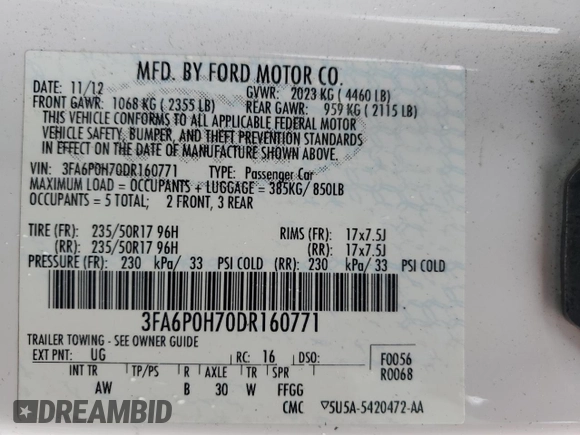 MFD. BY FORD MOTOR CO.
DATE: 11/12 GVWR: 2023 KG ( 4460 LB)
FRONT GAWR: 1068 KG ( 2355 LB) REAR GAWR: 959 KG ( 2115 LB)
THIS VEHICLE CONFORMS TO ALL APPLICABLE FEDERAL MOTOR
VEHICLE SAFETY, BUMPER, AND THEFT PREVENTION STANDARDS
IN EFFECT ON THE DATE OF MANUFACTURE SHOWN ABOVE.
VIN: 3FA6P0H70DR160771 TYPE: Passenger Car
MAXIMUM LOAD = OCCUPANTS + LUGGAGE = 385KG/ 850LB
OCCUPANTS = 5 TOTAL; 2 FRONT, 3 REAR
TIRE (FR): 235/50R17 96H RIMS (FR): 17x7.5J
(RR): 235/50R17 96H (RR): 17x7.5J
PRESSURE (FR): 230 kPa/ 33 PSI COLD (RR): 230 kPa/ 33 PSI COLD
3FA6P0H70DR160771
TRAILER TOWING - SEE OWNER GUIDE
EXT PNT: UG RC: 16 DSO: F0056
INT TR TP/PS R AXLE TR SPR R0068
AW B 30 W FFGG
CMC 5U5A-5420472-AA
DEALERS CLUB
AUTOMOTIVE